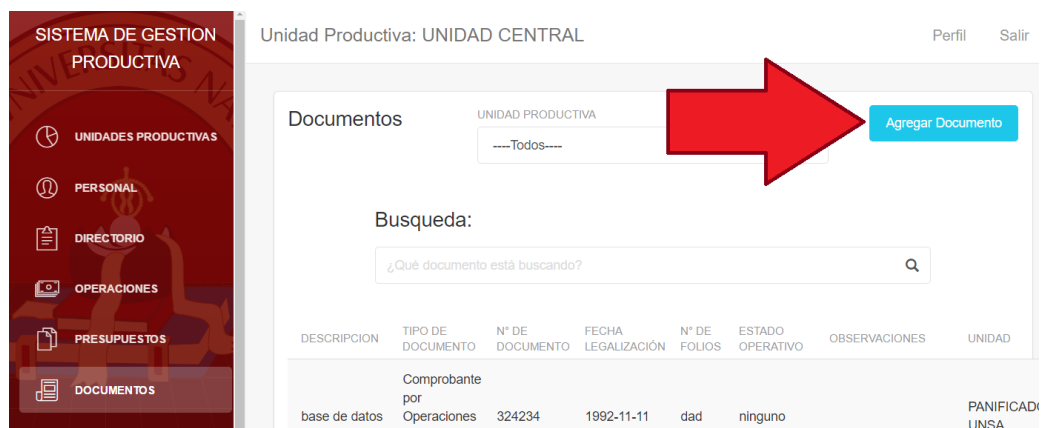 SISTEMA DE GESTION
PRODUCTIVA
UNIDADES PRODUCTIVAS
PERSONAL
DIRECTORIO
OPERACIONES
PRESUPUESTOS
DOCUMENTOS
Unidad Productiva: UNIDAD CENTRAL
Perfil Salir
Documentos
UNIDAD PRODUCTIVA
----Todos----
Agregar Documento
Busqueda:
¿Qué documento está buscando?
DESCRIPCION TIPO DE DOCUMENTO N° DE DOCUMENTO FECHA LEGALIZACIÓN N° DE FOLIOS ESTADO OPERATIVO OBSERVACIONES UNIDAD
Comprobante
por
base de datos Operaciones 324234 1992-11-11 dad ninguno
PANIFICADO
UNSA